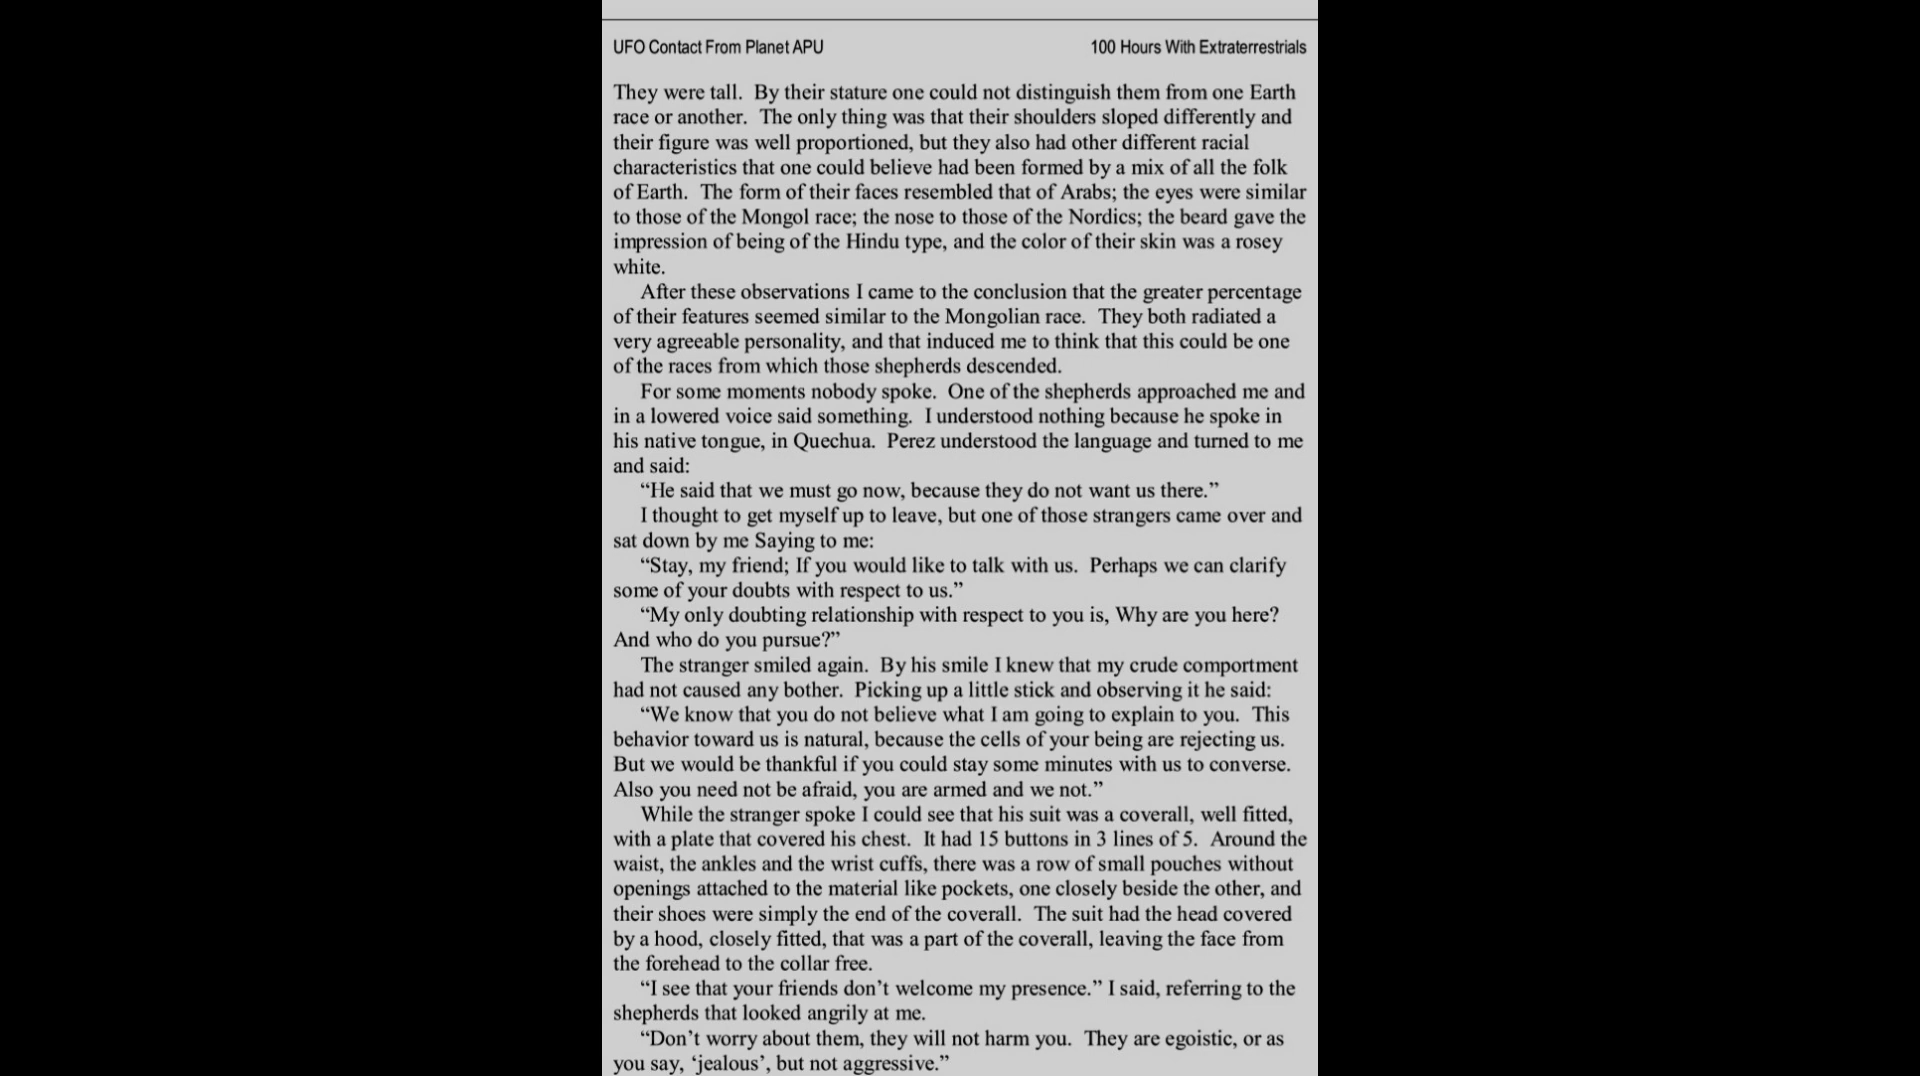 UFO Contact From Planet APU
100 Hours With Extraterrestrials
They were tall. By their stature one could not distinguish them from one Earth
race or another. The only thing was that their shoulders sloped differently and
their figure was well proportioned, but they also had other different racial
characteristics that one could believe had been formed by a mix of all the folk
of Earth. The form of their faces resembled that of Arabs; the eyes were similar
to those of the Mongol race; the nose to those of the Nordics; the beard gave the
impression of being of the Hindu type, and the color of their skin was a rosey
white.
After these observations I came to the conclusion that the greater percentage
of their features seemed similar to the Mongolian race. They both radiated a
very agreeable personality, and that induced me to think that this could be one
of the races from which those shepherds descended.
For some moments nobody spoke. One of the shepherds approached me and
in a lowered voice said something. I understood nothing because he spoke in
his native tongue, in Quechua. Perez understood the language and turned to me
and said:
“He said that we must go now, because they do not want us there.”
I thought to get myself up to leave, but one of those strangers came over and
sat down by me Saying to me:
“Stay, my friend; If you would like to talk with us. Perhaps we can clarify
some of your doubts with respect to us.”
“My only doubting relationship with respect to you is, Why are you here?
And who do you pursue?”
The stranger smiled again. By his smile I knew that my crude comportment
had not caused any bother. Picking up a little stick and observing it he said:
“We know that you do not believe what I am going to explain to you. This
behavior toward us is natural, because the cells of your being are rejecting us.
But we would be thankful if you could stay some minutes with us to converse.
Also you need not be afraid, you are armed and we not.”
While the stranger spoke I could see that his suit was a coverall, well fitted,
with a plate that covered his chest. It had 15 buttons in 3 lines of 5. Around the
waist, the ankles and the wrist cuffs, there was a row of small pouches without
openings attached to the material like pockets, one closely beside the other, and
their shoes were simply the end of the coverall. The suit had the head covered
by a hood, closely fitted, that was a part of the coverall, leaving the face from
the forehead to the collar free.
“I see that your friends don’t welcome my presence.” I said, referring to the
shepherds that looked angrily at me.
“Don’t worry about them, they will not harm you. They are egoistic, or as
you say, ‘jealous’, but not aggressive.”